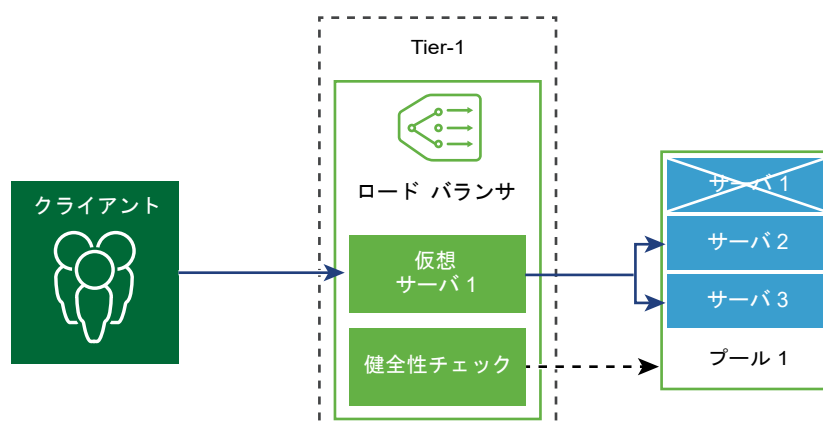 Tier-1
ロード バランサ
クライアント
仮想
サーバ 1
健全性チェック
サーバ 1
サーバ 2
サーバ 3
プール 1